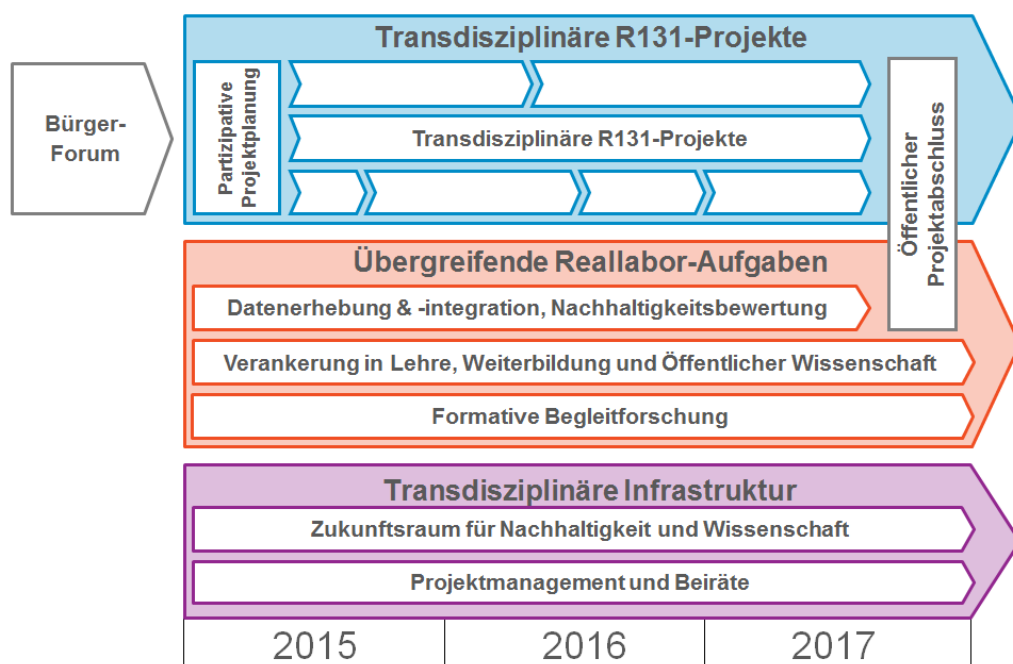 Transdisziplinäre R131-Projekte
Bürger-
Forum
Partizipative
Projektplanung
Transdisziplinäre R131-Projekte
Öffentlicher
Projektabschluss
Übergreifende Reallabor-Aufgaben
Datenerhebung & -integration, Nachhaltigkeitsbewertung
Verankerung in Lehre, Weiterbildung und Öffentlicher Wissenschaft
Formative Begleitforschung
Transdisziplinäre Infrastruktur
Zukunftsraum für Nachhaltigkeit und Wissenschaft
Projektmanagement und Beiräte
2015 2016 2017